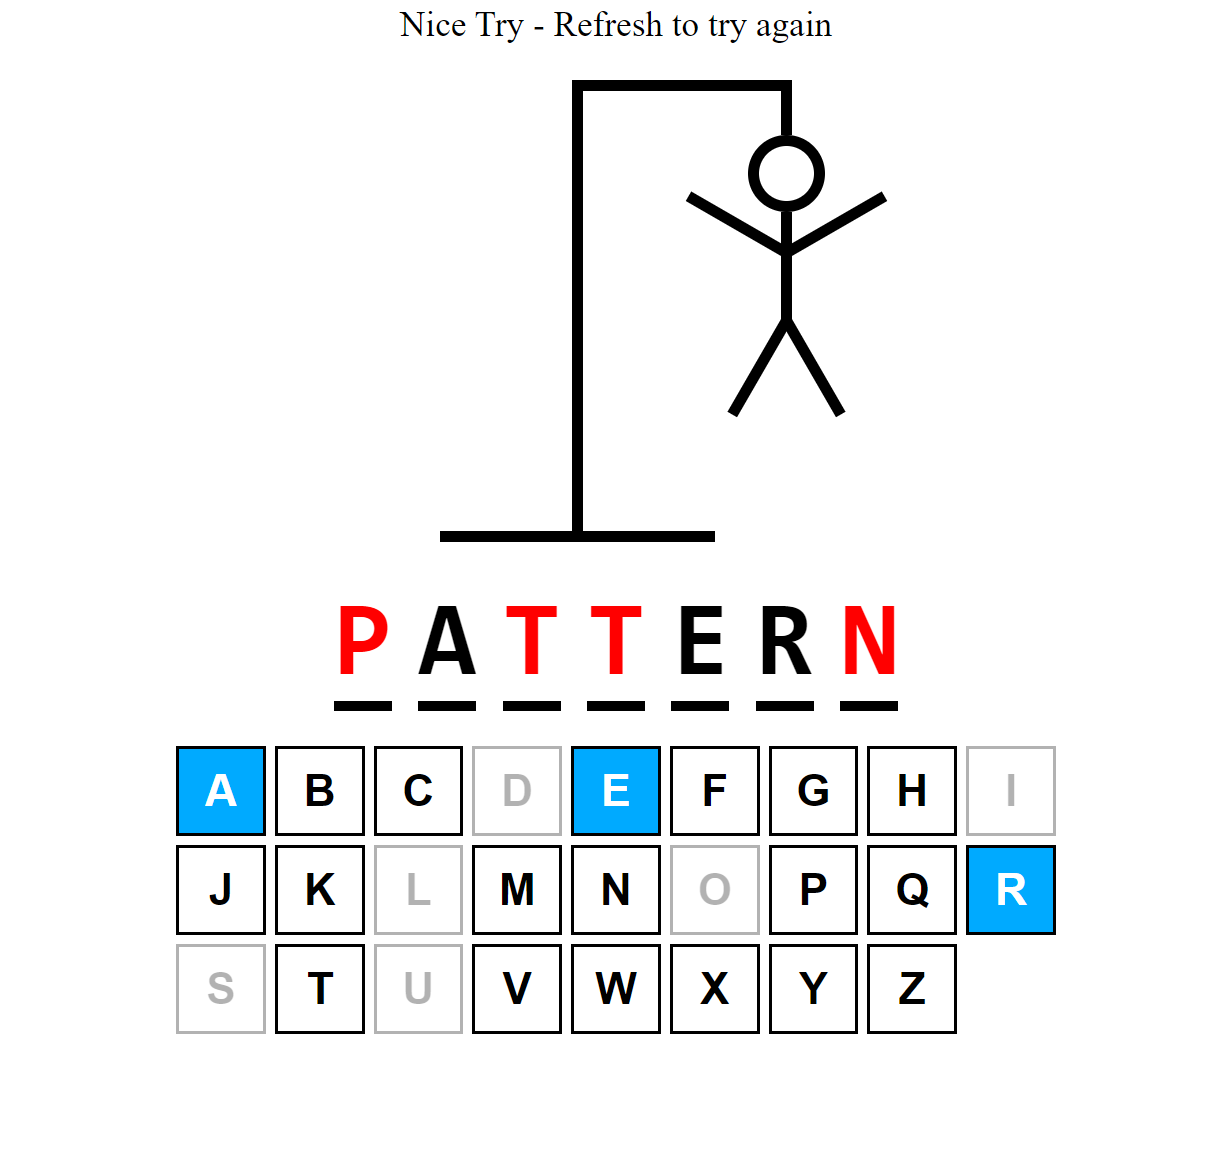 Nice Try - Refresh to try again
P A T T E R N
A B C D E F G H I
J K L M N O P Q R
S T U V W X Y Z